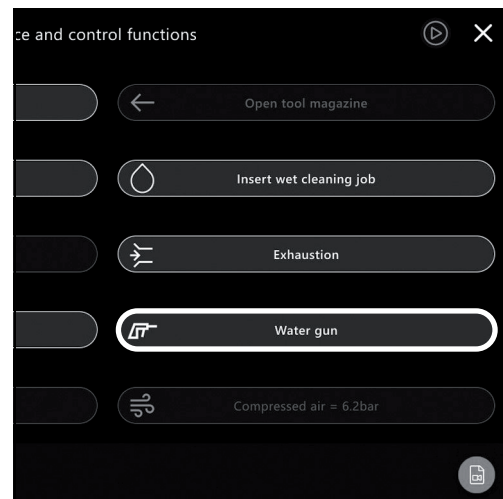 ce and control functions
Open tool magazine
Insert wet cleaning job
Exhaustion
Water gun
Compressed air = 6.2bar